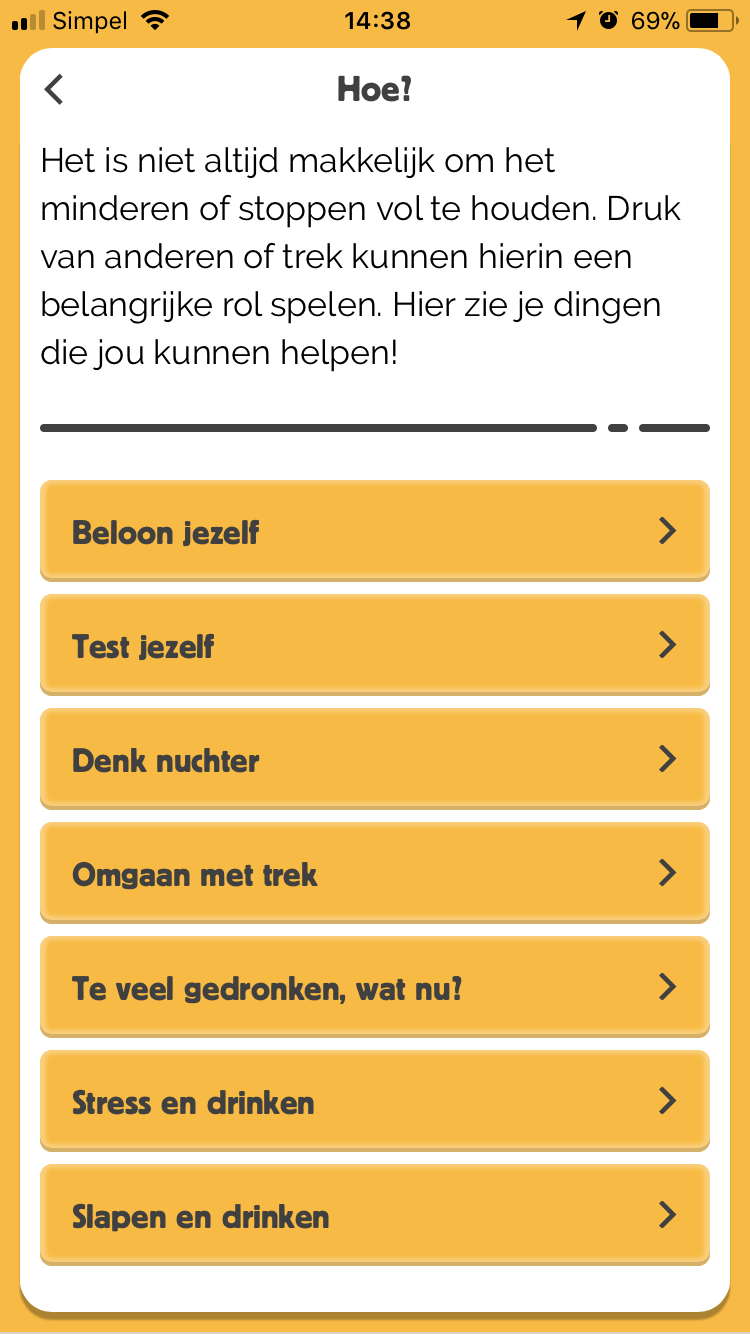 Simpel 14:38 69%
Hoe?
Het is niet altijd makkelijk om het
minderen of stoppen vol te houden. Druk
van anderen of trek kunnen hierin een
belangrijke rol spelen. Hier zie je dingen
die jou kunnen helpen!
Beloon jezelf
Test jezelf
Denk nuchter
Omgaan met trek
Te veel gedronken, wat nu?
Stress en drinken
Slapen en drinken